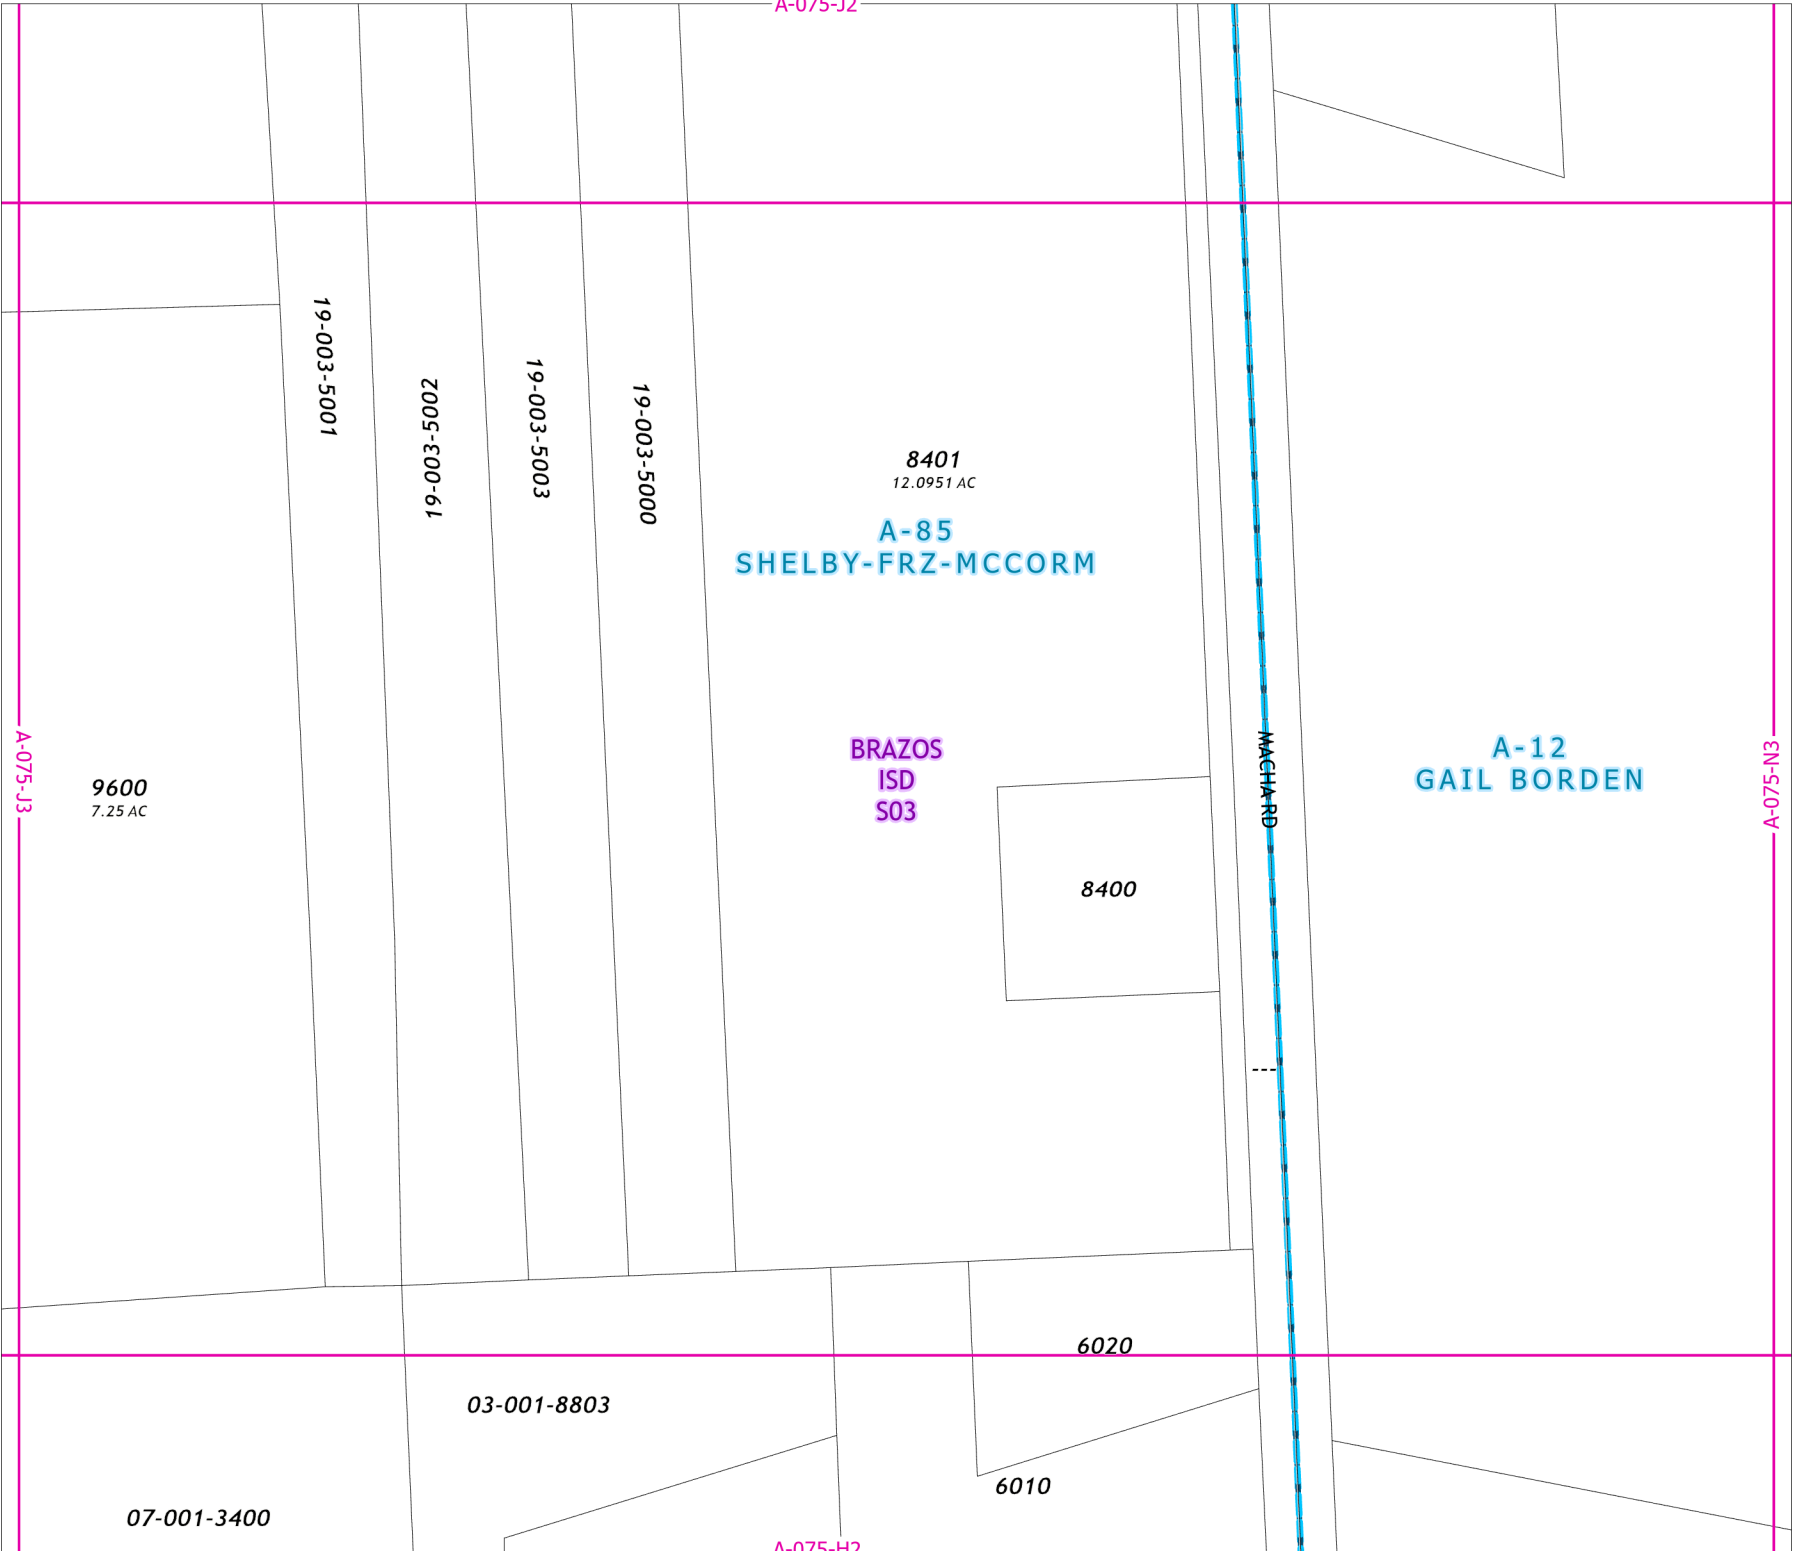 A-075-J2
19-003-5001
19-003-5002
19-003-5003
19-003-5000
8401
12.0951 AC
A-85
SHELBY-FRZ-MCCORM
BRAZOS
ISD
S03
MACHA RD
A-12
GAIL BORDEN
A-075-J3
A-075-N3
9600
7.25 AC
8400
6020
03-001-8803
6010
07-001-3400
A-075-H2